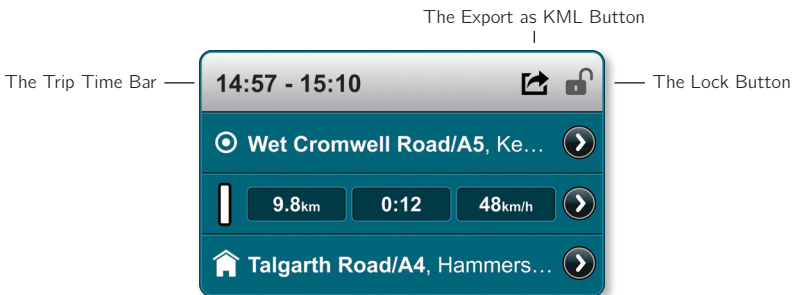 The Export as KML Button
The Trip Time Bar
14:57 - 15:10
The Lock Button
Wet Cromwell Road/A5, Ke...
9.8km 0:12 48km/h
Talgarth Road/A4, Hammers...